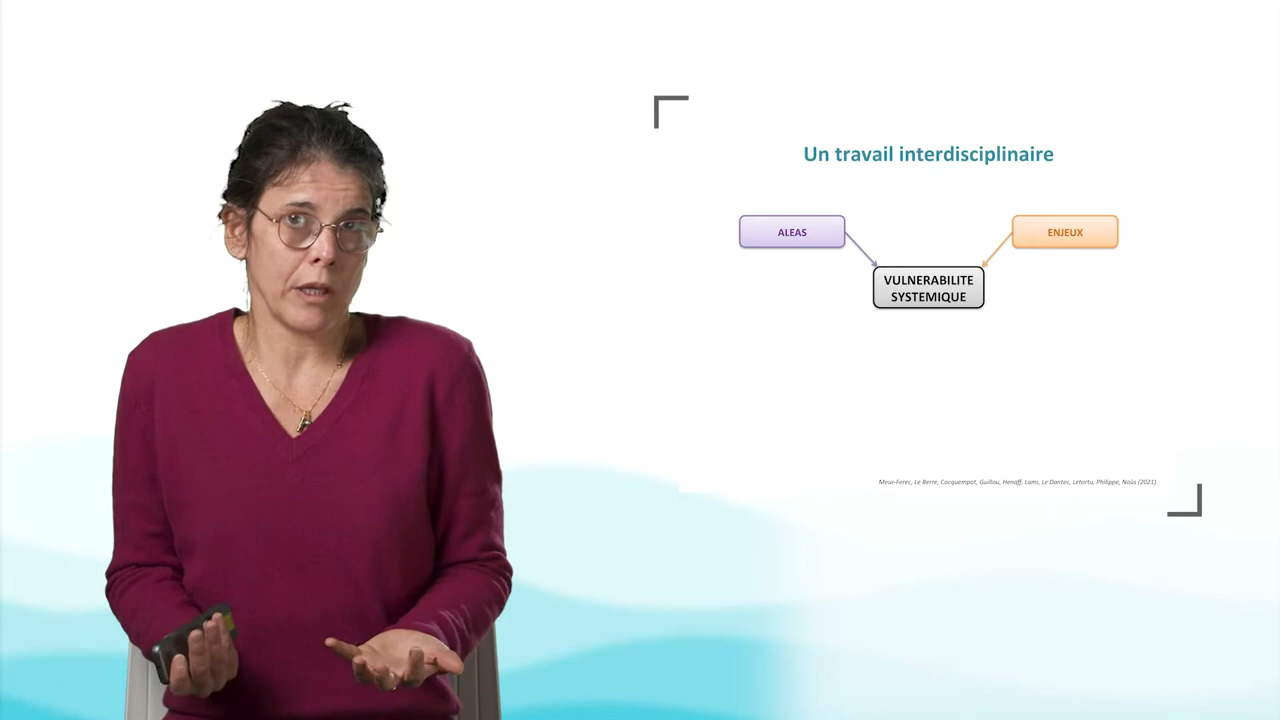 Un travail interdisciplinaire
ALEAS
ENJEUX
VULNERABILITE
SYSTEMIQUE
Meur-Ferec, Le Berre, Cocquempot, Guillou, Henaff, Lami, Le Dantec, Letortu, Philippe, Noûs (2021)